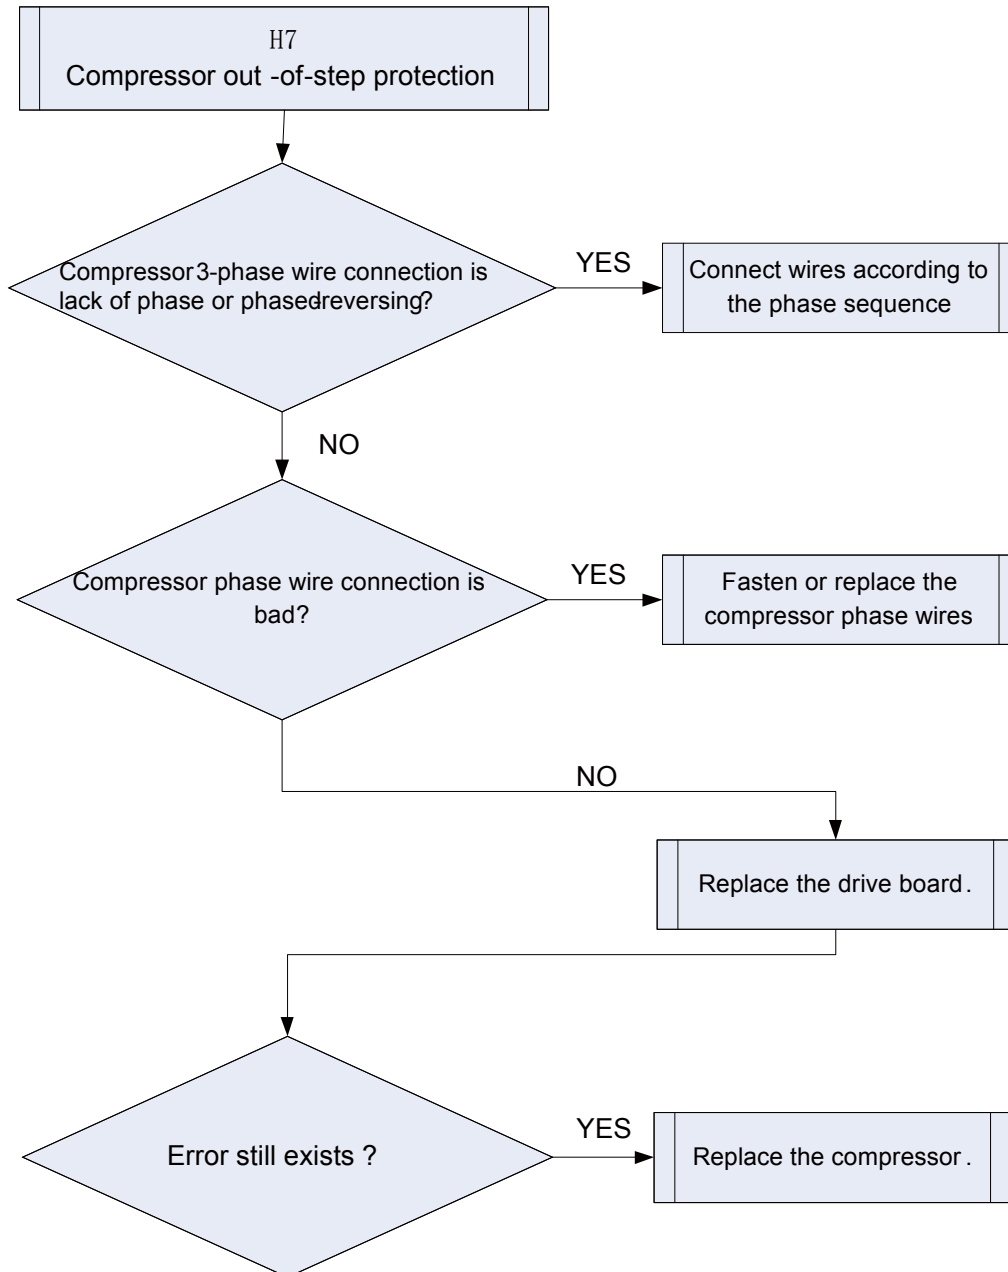 H7
Compressor out -of-step protection
Compressor 3-phase wire connection is
lack of phase or phased-reversing?
YES
Connect wires according to
the phase sequence
NO
Compressor phase wire connection is
bad?
YES
Fasten or replace the
compressor phase wires
NO
Replace the drive board.
Error still exists ?
YES
Replace the compressor.